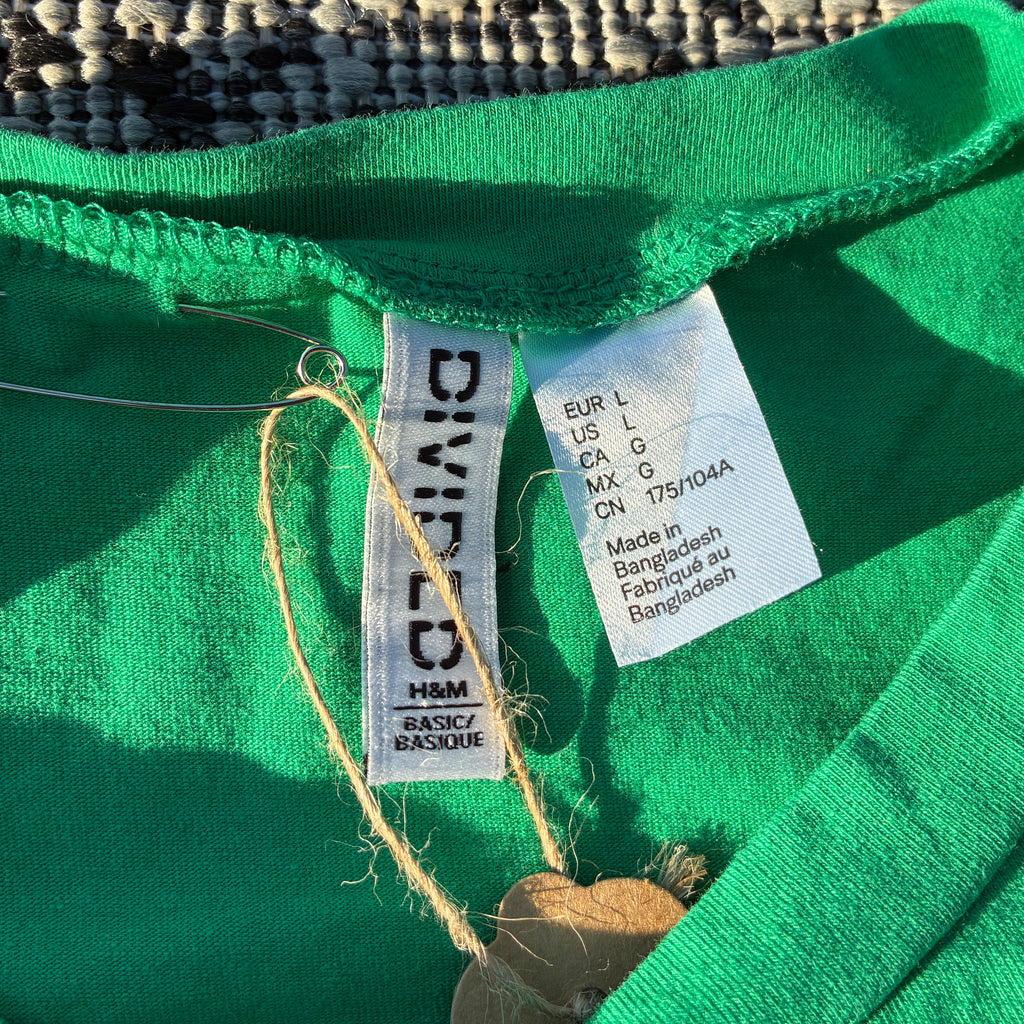 DIVIDED
H&M
BASIC/
BASIQUE
EUR L
US L
CA G
MX G
CN 175/104A
Made in
Bangladesh
Fabriqué au
Bangladesh